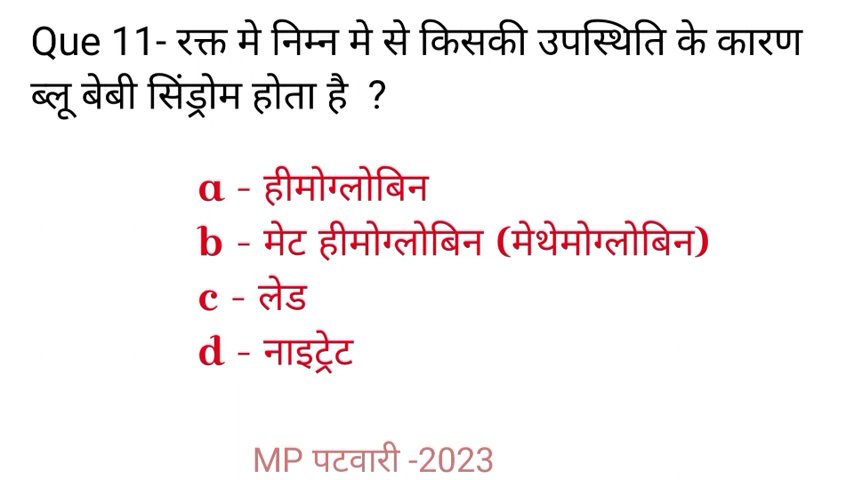 Que 11- रक्त मे निम्न मे से किसकी उपस्थिति के कारण
ब्लू बेबी सिंड्रोम होता है ?
a - हीमोग्लोबिन
b - मेट हीमोग्लोबिन (मेथेमोग्लोबिन)
c - लेड
d - नाइट्रेट
MP पटवारी -2023